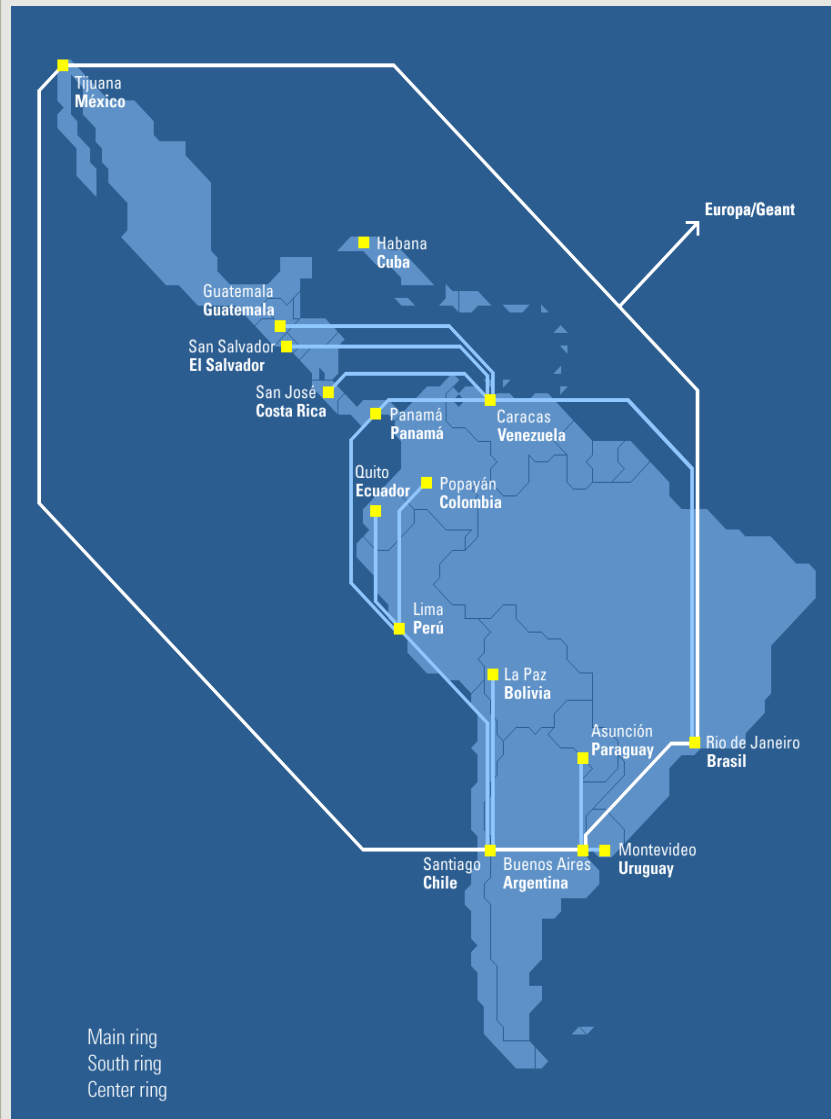 Tijuana
México
Europa/Geant
Habana
Cuba
Guatemala
Guatemala
San Salvador
El Salvador
San José
Costa Rica
Panamá
Panamá
Caracas
Venezuela
Quito
Ecuador
Popayán
Colombia
Lima
Perú
La Paz
Bolivia
Asunción
Paraguay
Rio de Janeiro
Brasil
Santiago
Chile
Buenos Aires
Argentina
Montevideo
Uruguay
Main ring
South ring
Center ring